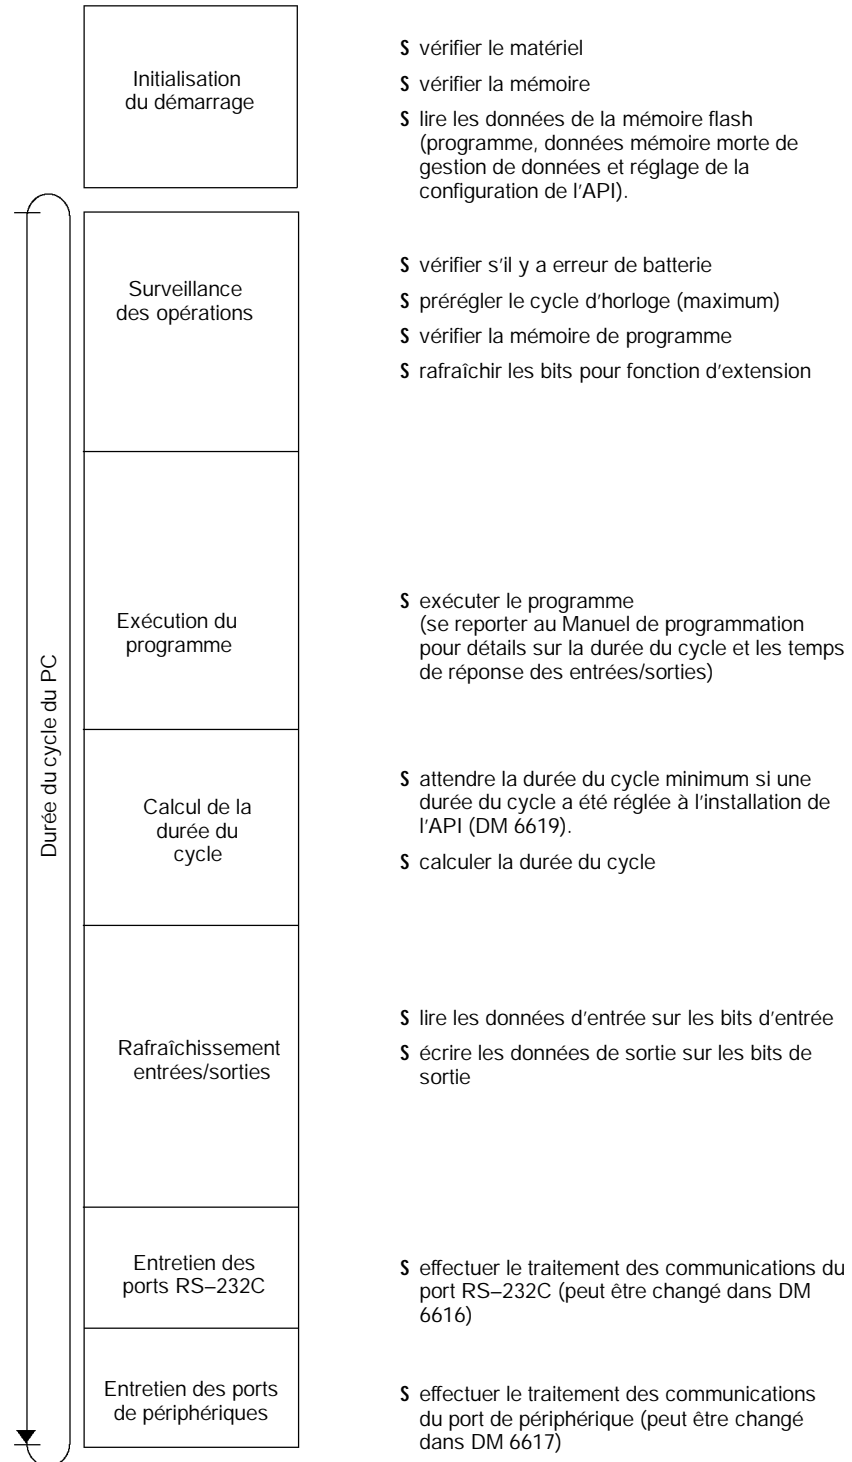 Initialisation
du démarrage
S vérifier le matériel
S vérifier la mémoire
S lire les données de la mémoire flash
(programme, données mémoire morte de
gestion de données et réglage de la
configuration de l'API).
Durée du cycle du PC
Surveillance
des opérations
S vérifier s'il y a erreur de batterie
S prérégler le cycle d'horloge (maximum)
S vérifier la mémoire de programme
S rafraîchir les bits pour fonction d'extension
Exécution du
programme
S exécuter le programme
(se reporter au Manuel de programmation
pour détails sur la durée du cycle et les temps
de réponse des entrées/sorties)
Calcul de la
durée du
cycle
S attendre la durée du cycle minimum si une
durée du cycle a été réglée à l'installation de
l'API (DM 6619).
S calculer la durée du cycle
Rafraîchissement
entrées/sorties
S lire les données d'entrée sur les bits d'entrée
S écrire les données de sortie sur les bits de
sortie
Entretien des
ports RS–232C
S effectuer le traitement des communications du
port RS–232C (peut être changé dans DM
6616)
Entretien des ports
de périphériques
S effectuer le traitement des communications
du port de périphérique (peut être changé
dans DM 6617)